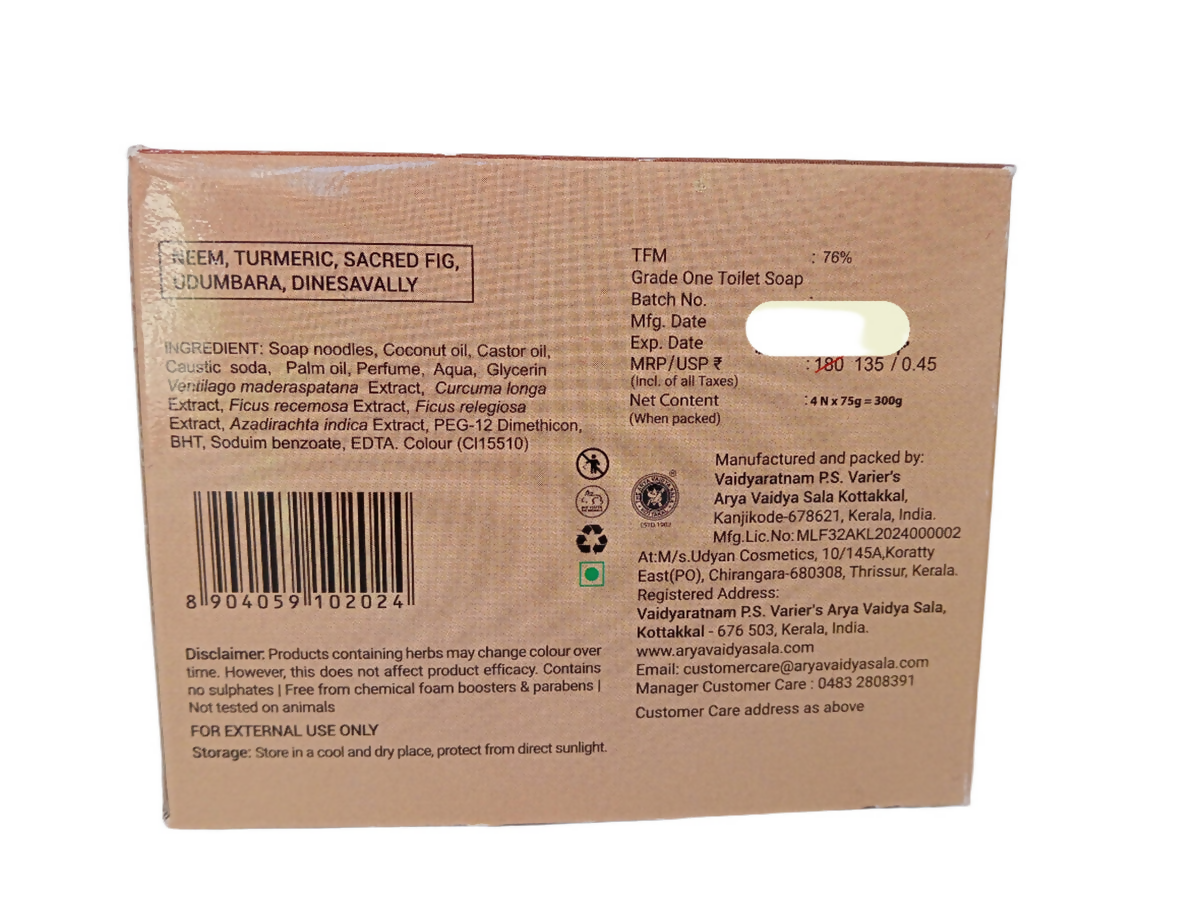 NEEM, TURMERIC, SACRED FIG,
UDUMBARA, DINESAVALLY
INGREDIENT: Soap noodles, Coconut oil, Castor oil,
Caustic soda, Palm oil, Perfume, Aqua, Glycerin
Ventilago maderaspatana Extract, Curcuma longa
Extract, Ficus recemosa Extract, Ficus relegiosa
Extract, Azadirachta indica Extract, PEG-12 Dimethicon,
BHT, Soduim benzoate, EDTA. Colour (CI15510)
8 904059 102024
Disclaimer: Products containing herbs may change colour over
time. However, this does not affect product efficacy. Contains
no sulphates | Free from chemical foam boosters & parabens |
Not tested on animals
FOR EXTERNAL USE ONLY
Storage: Store in a cool and dry place, protect from direct sunlight.
TFM : 76%
Grade One Toilet Soap
Batch No. :
Mfg. Date
Exp. Date
MRP/USP ₹ : 180 135 / 0.45
(Incl. of all Taxes)
Net Content : 4 N x 75g = 300g
(When packed)
ESTD.1902
Manufactured and packed by:
Vaidyaratnam P.S. Varier's
Arya Vaidya Sala Kottakkal,
Kanjikode-678621, Kerala, India.
Mfg.Lic.No: MLF32AKL2024000002
At:M/s.Udyan Cosmetics, 10/145A,Koratty
East(PO), Chirangara-680308, Thrissur, Kerala.
Registered Address:
Vaidyaratnam P.S. Varier's Arya Vaidya Sala,
Kottakkal - 676 503, Kerala, India.
www.aryavaidyasala.com
Email: customercare@aryavaidyasala.com
Manager Customer Care : 0483 2808391
Customer Care address as above